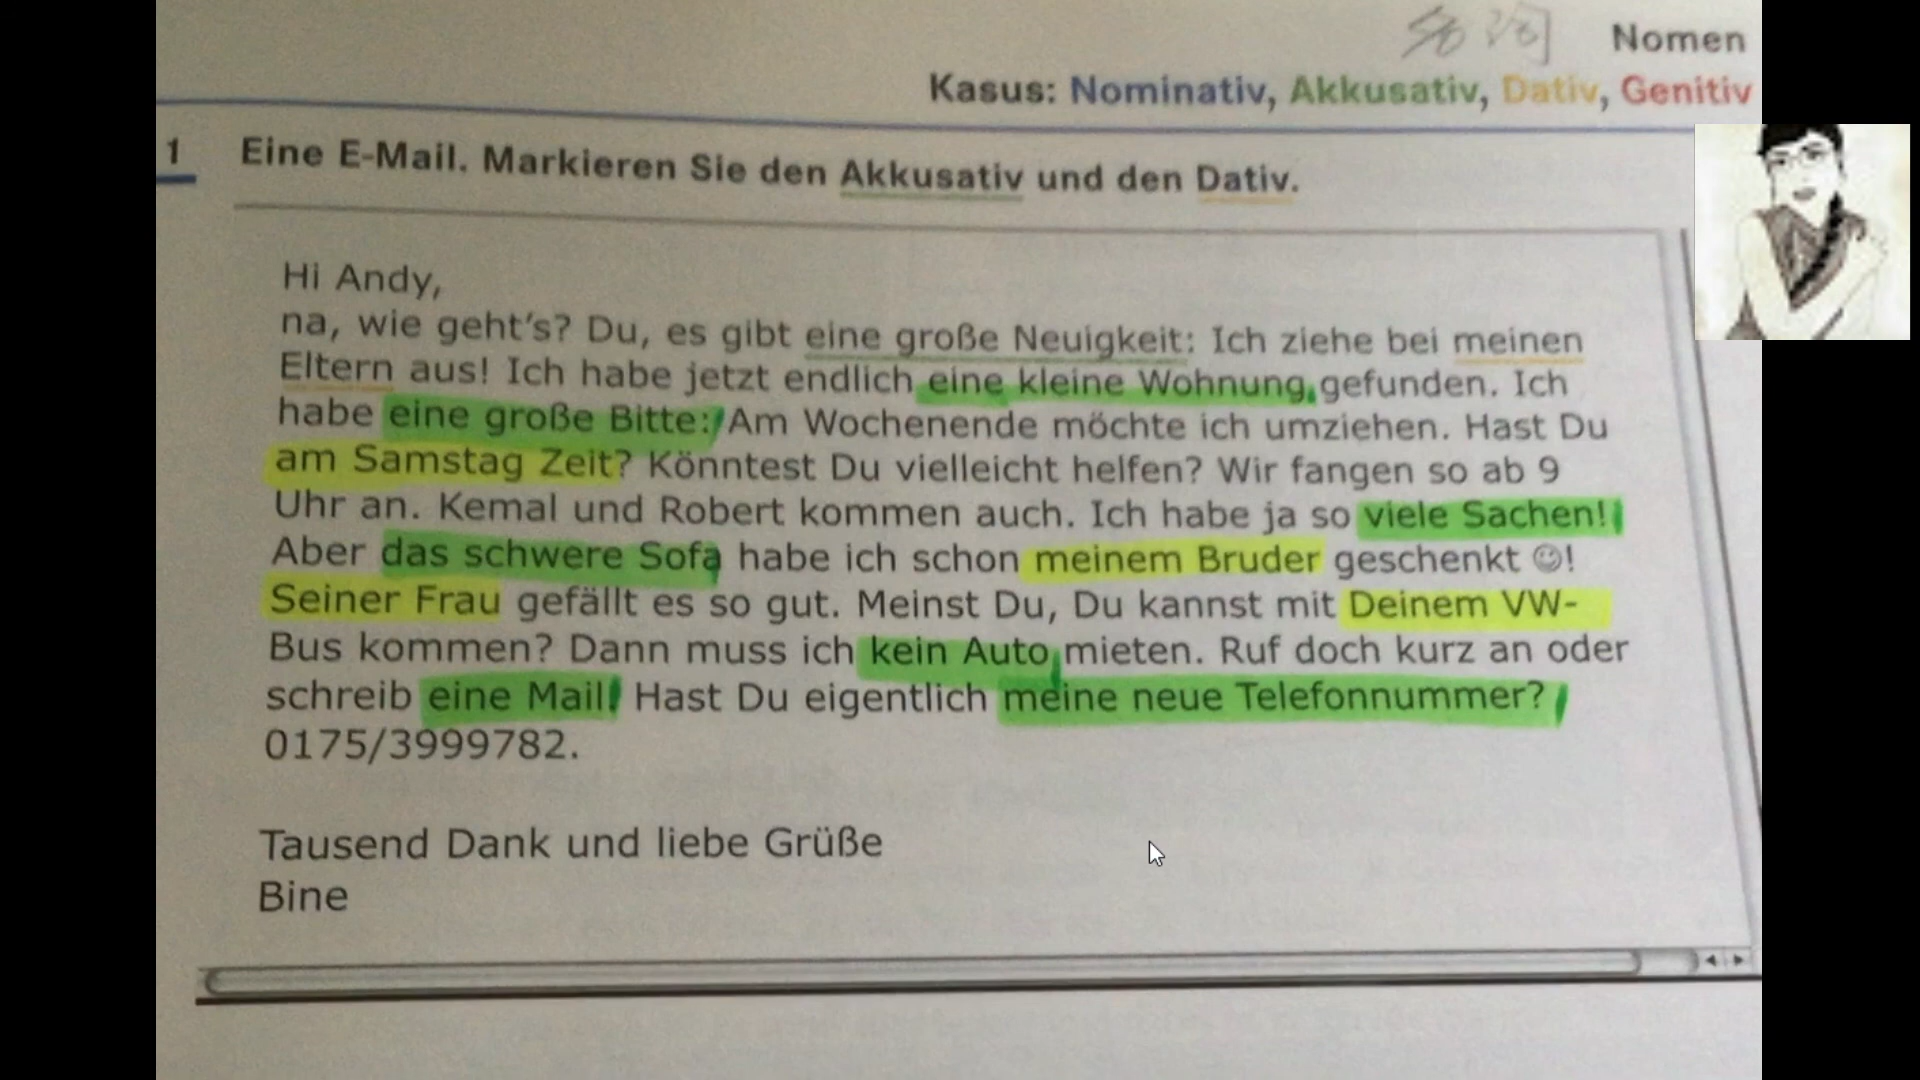 名词 Nomen
Kasus: Nominativ, Akkusativ, Dativ, Genitiv
1 Eine E-Mail. Markieren Sie den Akkusativ und den Dativ.
Hi Andy,
na, wie geht's? Du, es gibt eine große Neuigkeit: Ich ziehe bei meinen
Eltern aus! Ich habe jetzt endlich eine kleine Wohnung gefunden. Ich
habe eine große Bitte: Am Wochenende möchte ich umziehen. Hast Du
am Samstag Zeit? Könntest Du vielleicht helfen? Wir fangen so ab 9
Uhr an. Kemal und Robert kommen auch. Ich habe ja so viele Sachen!
Aber das schwere Sofa habe ich schon meinem Bruder geschenkt ☺!
Seiner Frau gefällt es so gut. Meinst Du, Du kannst mit Deinem VW-
Bus kommen? Dann muss ich kein Auto mieten. Ruf doch kurz an oder
schreib eine Mail! Hast Du eigentlich meine neue Telefonnummer?
0175/3999782.
Tausend Dank und liebe Grüße
Bine